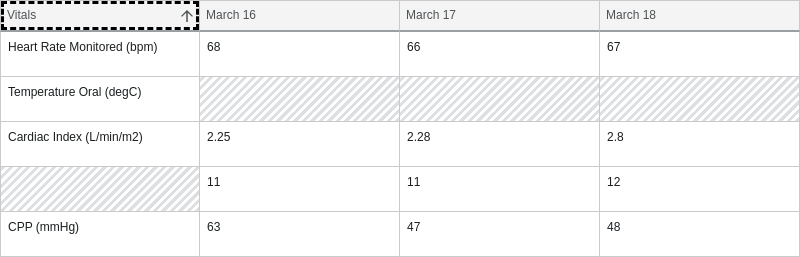 Vitals March 16 March 17 March 18
Heart Rate Monitored (bpm) 68 66 67
Temperature Oral (degC)
Cardiac Index (L/min/m2) 2.25 2.28 2.8
11 11 12
CPP (mmHg) 63 47 48